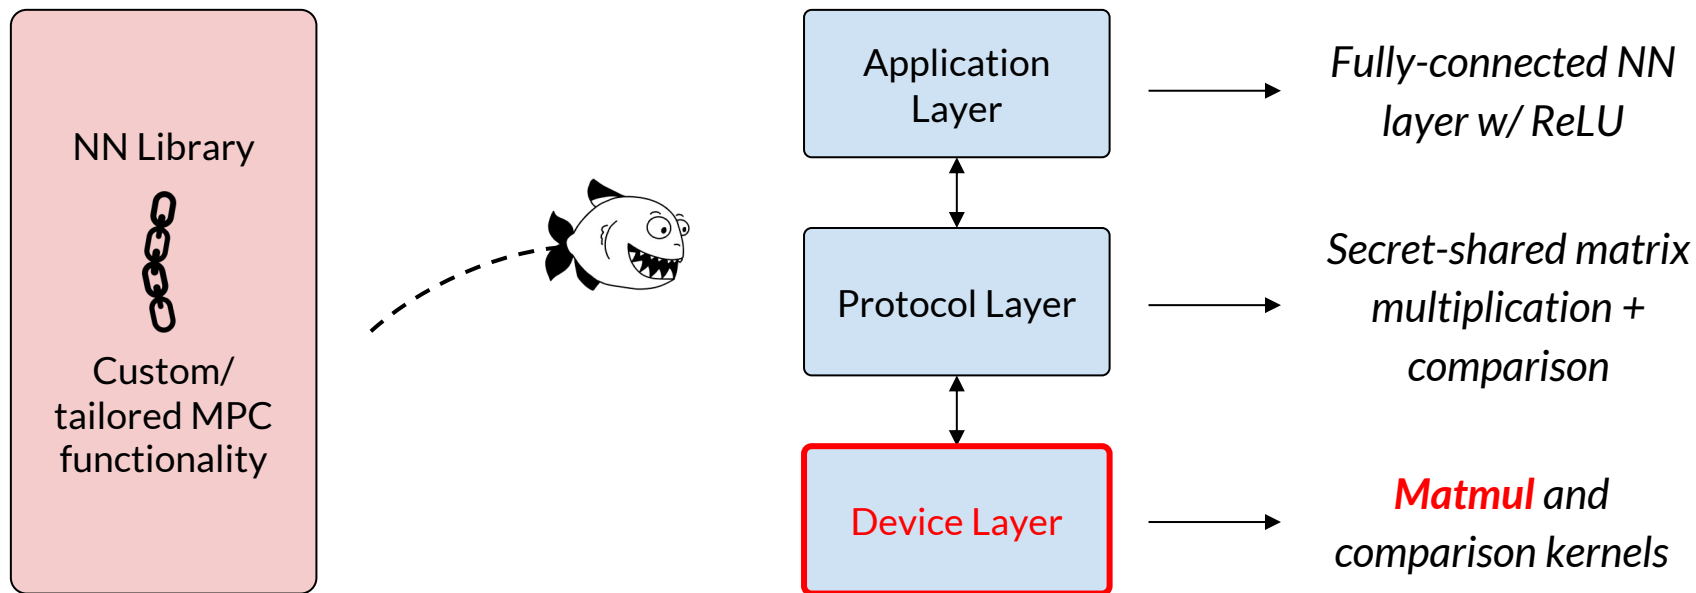 NN Library
Custom/
tailored MPC
functionality
Application
Layer
Fully-connected NN
layer w/ ReLU
Protocol Layer
Secret-shared matrix
multiplication +
comparison
Device Layer
Matmul and
comparison kernels